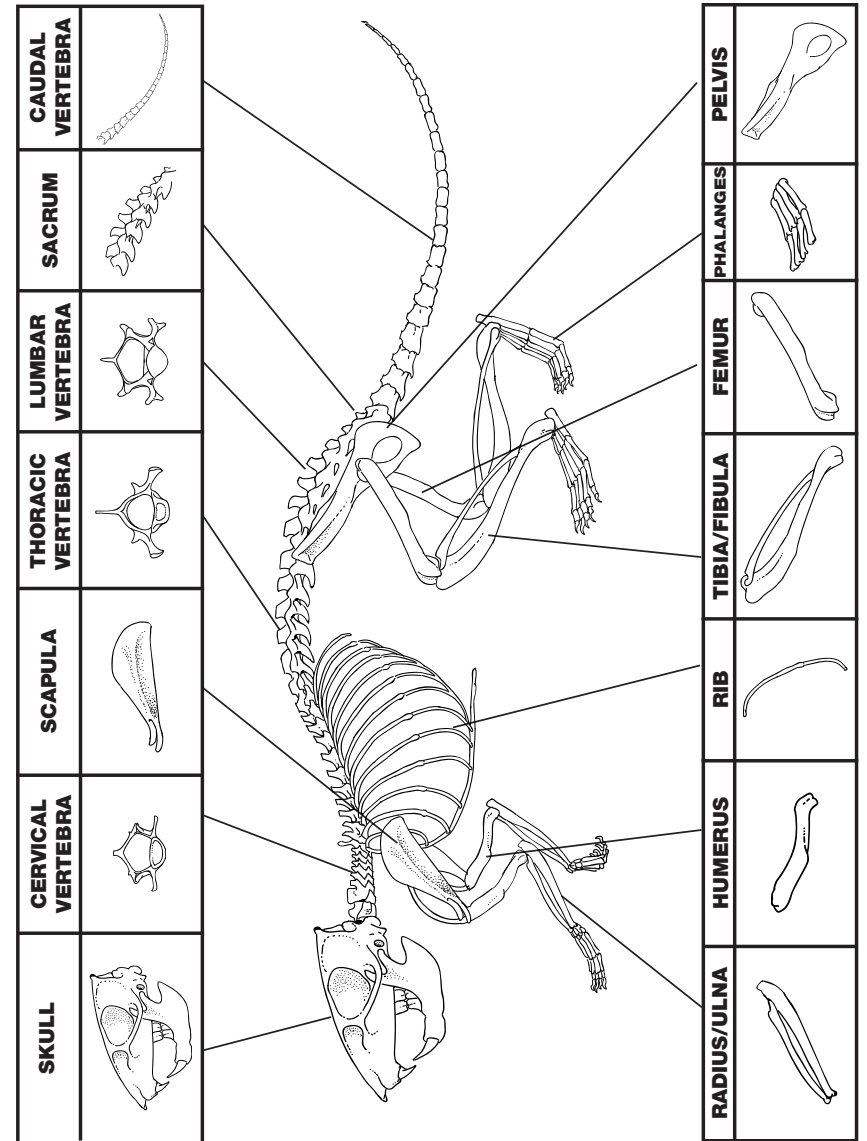 SKULL
CERVICAL
VERTEBRA
SCAPULA
THORACIC
VERTEBRA
LUMBAR
VERTEBRA
SACRUM
CAUDAL
VERTEBRA
RADIUS/ULNA
HUMERUS
RIB
TIBIA/FIBULA
FEMUR
PHALANGES
PELVIS